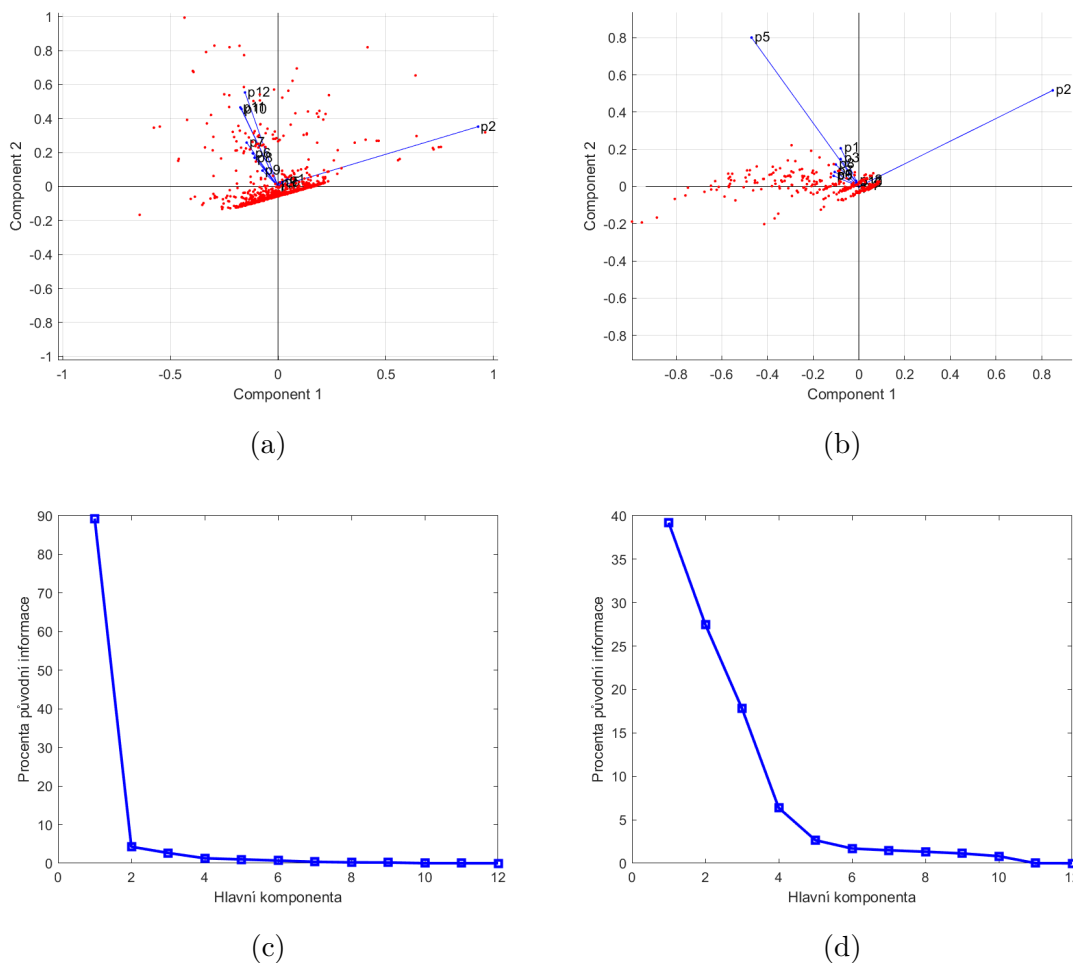 1
0.8
0.6
0.4
0.2
0
-0.2
-0.4
-0.6
-0.8
-1
-1 -0.5 0 0.5 1
Component 2
Component 1
p12
p7
p8
p9
p2
(a)
0.8
0.6
0.4
0.2
0
-0.2
-0.4
-0.6
-0.8
-0.8 -0.6 -0.4 -0.2 0 0.2 0.4 0.6 0.8
Component 2
Component 1
p5
p2
p1
p3
(b)
90
80
70
60
50
40
30
20
10
0
0 2 4 6 8 10 12
Procenta původní informace
Hlavní komponenta
(c)
40
35
30
25
20
15
10
5
0
0 2 4 6 8 10
Procenta původní informace
Hlavní komponenta
(d)